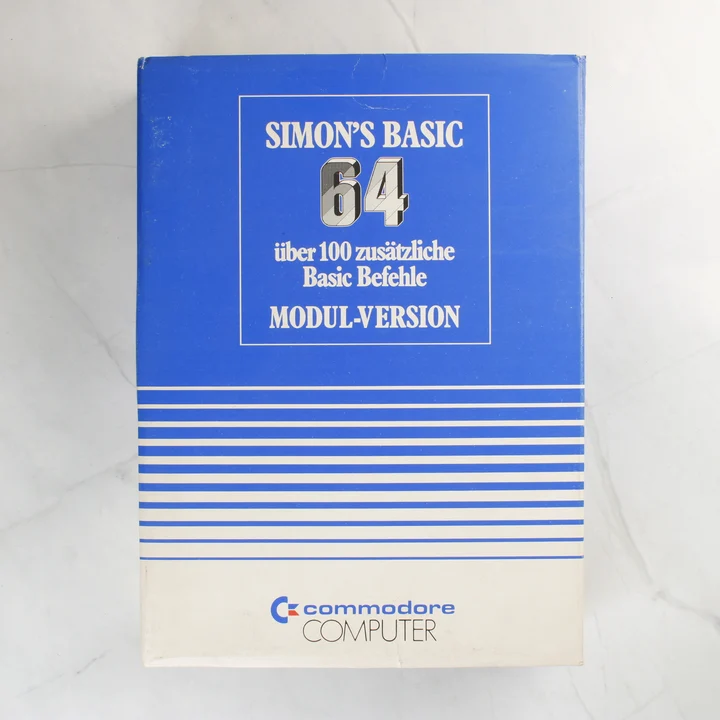 SIMON'S BASIC
64
über 100 zusätzliche
Basic Befehle
MODUL-VERSION
commodore
COMPUTER